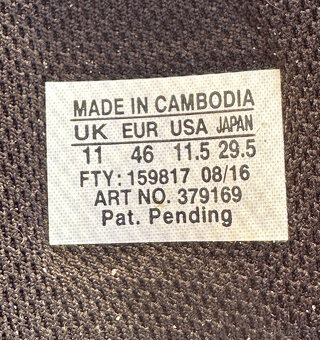 MADE IN CAMBODIA
UK EUR USA JAPAN
11 46 11.5 29.5
FTY: 159817 08/16
ART NO. 379169
Pat. Pending